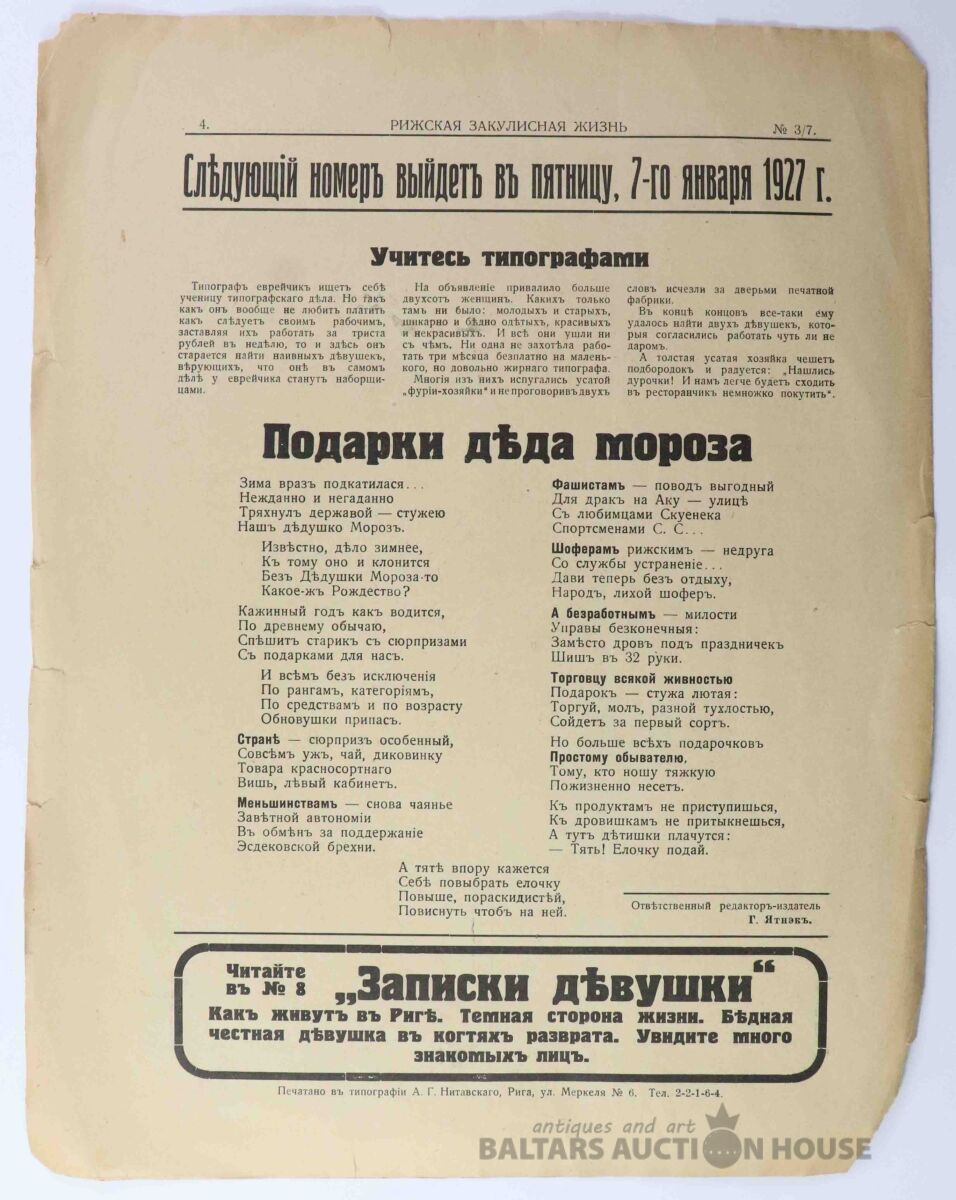 4.
РИЖСКАЯ ЗАКУЛИСНАЯ ЖИЗНЬ
№ 3/7.
Слѣдующій номеръ выйдетъ въ пятницу, 7-го января 1927 г.
Учитесь типографами
Типографъ еврейчикъ ищетъ себѣ
ученицу типографскаго дѣла. Но такъ
какъ онъ вообще не любитъ платить
какъ слѣдуетъ своимъ рабочимъ,
заставляя ихъ работать за триста
рублей въ недѣлю, то и здѣсь онъ
старается найти наивныхъ дѣвушекъ,
вѣрующихъ, что онѣ въ самомъ
дѣлѣ у еврейчика станутъ наборщи-
цами.
На объявленіе привалило больше
двухсотъ женщинъ. Какихъ только
тамъ ни было: молодыхъ и старыхъ,
шикарно и бѣдно одѣтыхъ, красивыхъ
и некрасивыхъ. И всѣ они ушли ни
съ чѣмъ. Ни одна не захотѣла рабо-
тать три мѣсяца безплатно на малень-
кого, но довольно жирнаго типографа.
Многія изъ нихъ испугались усатой
„фуріи-хозяйки“ и не проговоривъ двухъ
словъ исчезли за дверьми печатной
фабрики.
Въ концѣ концовъ все-таки ему
удалось найти двухъ дѣвушекъ, кото-
рыя согласились работать чуть ли не
даромъ.
А толстая усатая хозяйка чешетъ
подбородокъ и радуется: „Нашлись
дурочки! И намъ легче будетъ сходить
въ ресторанчикъ немножко покутить“.
Подарки дѣда мороза
Зима вразъ подкатилася...
Нежданно и негаданно
Тряхнулъ державой — стужею
Нашъ дѣдушко Морозъ.
Извѣстно, дѣло зимнее,
Къ тому оно и клонится
Безъ Дѣдушки Мороза-то
Какое-жъ Рождество?
Кажинный годъ какъ водится,
По древнему обычаю,
Спѣшитъ старикъ съ сюрпризами
Съ подарками для насъ.
И всѣмъ безъ исключенія
По рангамъ, категоріямъ,
По средствамъ и по возрасту
Обновушки припасъ.
Странѣ — сюрпризъ особенный,
Совсѣмъ ужъ, чай, диковинку
Товара красносортнаго
Вишь, лѣвый кабинетъ.
Меньшинствамъ — снова чаянье
Завѣтной автономіи
Въ обмѣнъ за поддержаніе
Эсдековской брехни.
Фашистамъ — поводъ выгодный
Для дракъ на Аку — улицѣ
Съ любимцами Скуенека
Спортсменами С. С...
Шоферамъ рижскимъ — недруга
Со службы устраненіе...
Дави теперь безъ отдыху,
Народъ, лихой шоферъ.
А безработнымъ — милости
Управы безконечныя:
Замѣсто дровъ подъ праздничекъ
Шишъ въ 32 руки.
Торговцу всякой живностью
Подарокъ — стужа лютая:
Торгуй, молъ, разной тухлостью,
Сойдетъ за первый сортъ.
Но больше всѣхъ подарочковъ
Простому обывателю,
Тому, кто ношу тяжкую
Пожизненно несетъ.
Къ продуктамъ не приступишься,
Къ дровишкамъ не притыкнешься,
А тутъ дѣтишки плачутся:
— Тять! Елочку подай.
А тятѣ впору кажется
Себѣ повыбрать елочку
Повыше, пораскидистѣй,
Повиснуть чтобъ на ней.
Отвѣтственный редакторъ-издатель
Г. Ятнэкъ.
Читайте
въ № 8
„Записки дѣвушки“
Какъ живутъ въ Ригѣ. Темная сторона жизни. Бѣдная
честная дѣвушка въ когтяхъ разврата. Увидите много
знакомыхъ лицъ.
Печатано въ типографіи А. Г. Нитавскаго, Рига, ул. Меркеля № 6. Тел. 2-2-1-6-4.
antiques and art
BALTARS AUCTION HOUSE